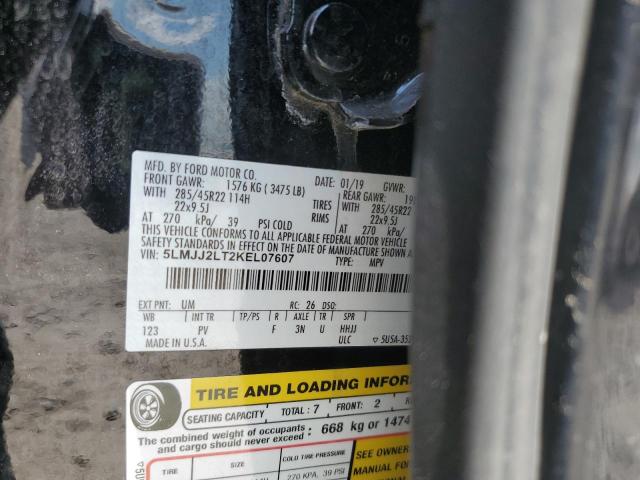 MFD. BY FORD MOTOR CO.
DATE: 01/19 GVWR:
FRONT GAWR: 1576 KG ( 3475 LB) REAR GAWR: 19
WITH 285/45R22 114H TIRES WITH 285/45R22
22x9.5J RIMS 22x9.5J
AT 270 kPa/ 39 PSI COLD AT 270 kPa/
THIS VEHICLE CONFORMS TO ALL APPLICABLE FEDERAL MOTOR VEHICLE
SAFETY STANDARDS IN EFFECT ON THE DATE OF MANUFACTURE
VIN: 5LMJJ2LT2KEL07607
TYPE: MPV
EXT PNT: UM RC: 26 DSO:
WB INT TR TP/PS R AXLE TR SPR
123 PV F 3N U HHJJ
MADE IN U.S.A. ULC ▽5U5A-353
TIRE AND LOADING INFOR
SEATING CAPACITY TOTAL: 7 FRONT: 2 R
The combined weight of occupants and cargo should never exceed: 668 kg or 1474
TIRE SIZE COLD TIRE PRESSURE SEE OWNER
270 KPA, 39 PSI MANUAL FO